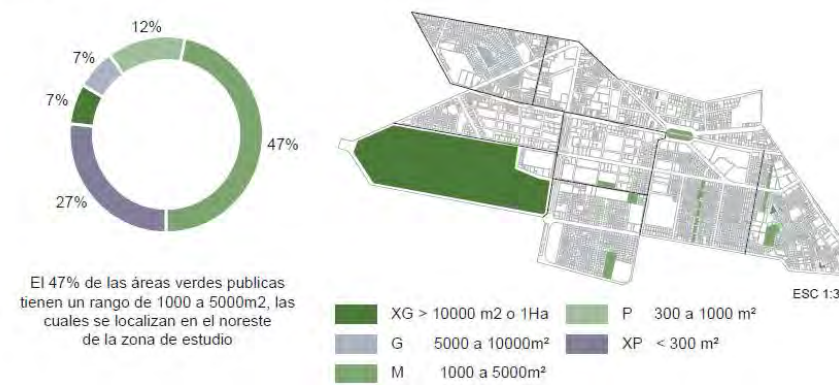 12%
7%
7%
47%
27%
El 47% de las áreas verdes publicas
tienen un rango de 1000 a 5000m2, las
cuales se localizan en el noreste
de la zona de estudio
ESC 1:3
XG > 10000 m2 o 1Ha
P 300 a 1000 m²
G 5000 a 10000m²
XP < 300 m²
M 1000 a 5000m²